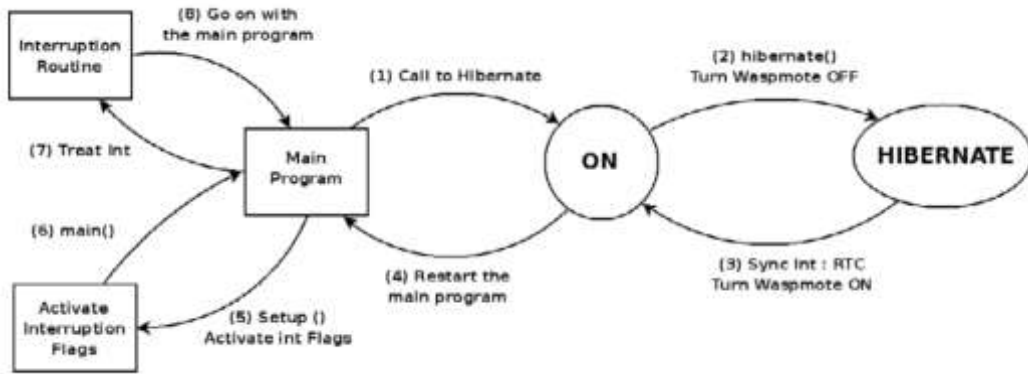 (8) Go on with
the main program
Interruption
Routine
(1) Call to Hibernate
(2) hibernate()
Turn Waspmote OFF
(7) Treat Int
Main
Program
ON
HIBERNATE
(6) main()
(4) Restart the
main program
(3) Sync Int : RTC
Turn Waspmote ON
Activate
Interruption
Flags
(5) Setup ()
Activate int Flags